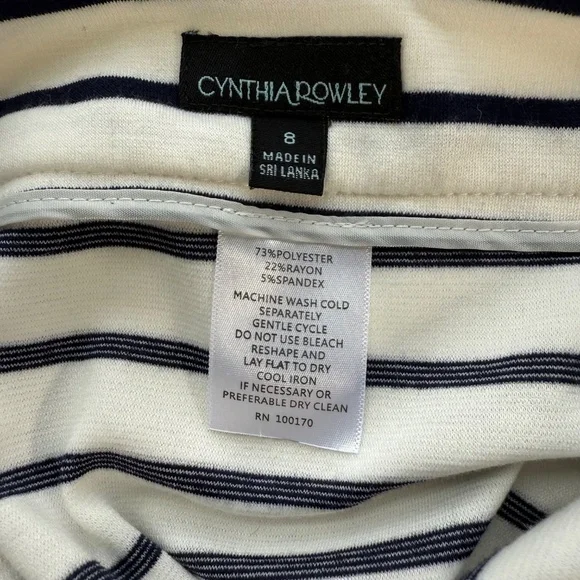 CYNTHIA ROWLEY
8
MADE IN
SRI LANKA
73%POLYESTER
22%RAYON
5%SPANDEX
MACHINE WASH COLD
SEPARATELY
GENTLE CYCLE
DO NOT USE BLEACH
RESHAPE AND
LAY FLAT TO DRY
COOL IRON
IF NECESSARY OR
PREFERABLE DRY CLEAN
RN 100170